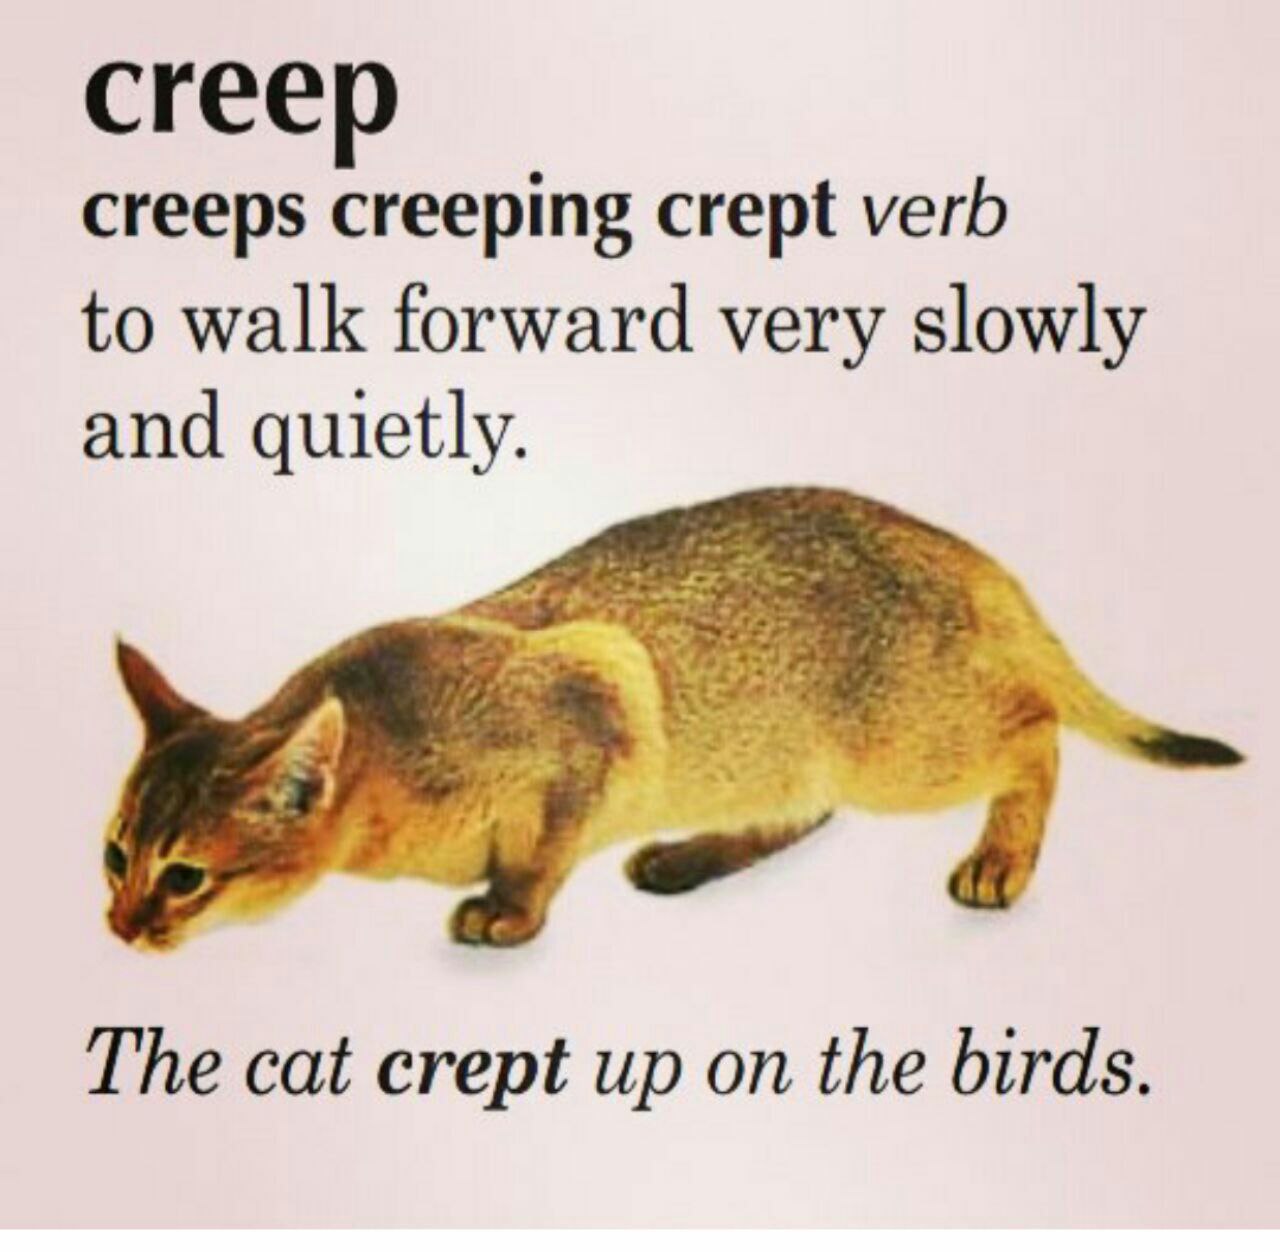 creep
creeps creeping crept verb
to walk forward very slowly
and quietly.
The cat crept up on the birds.